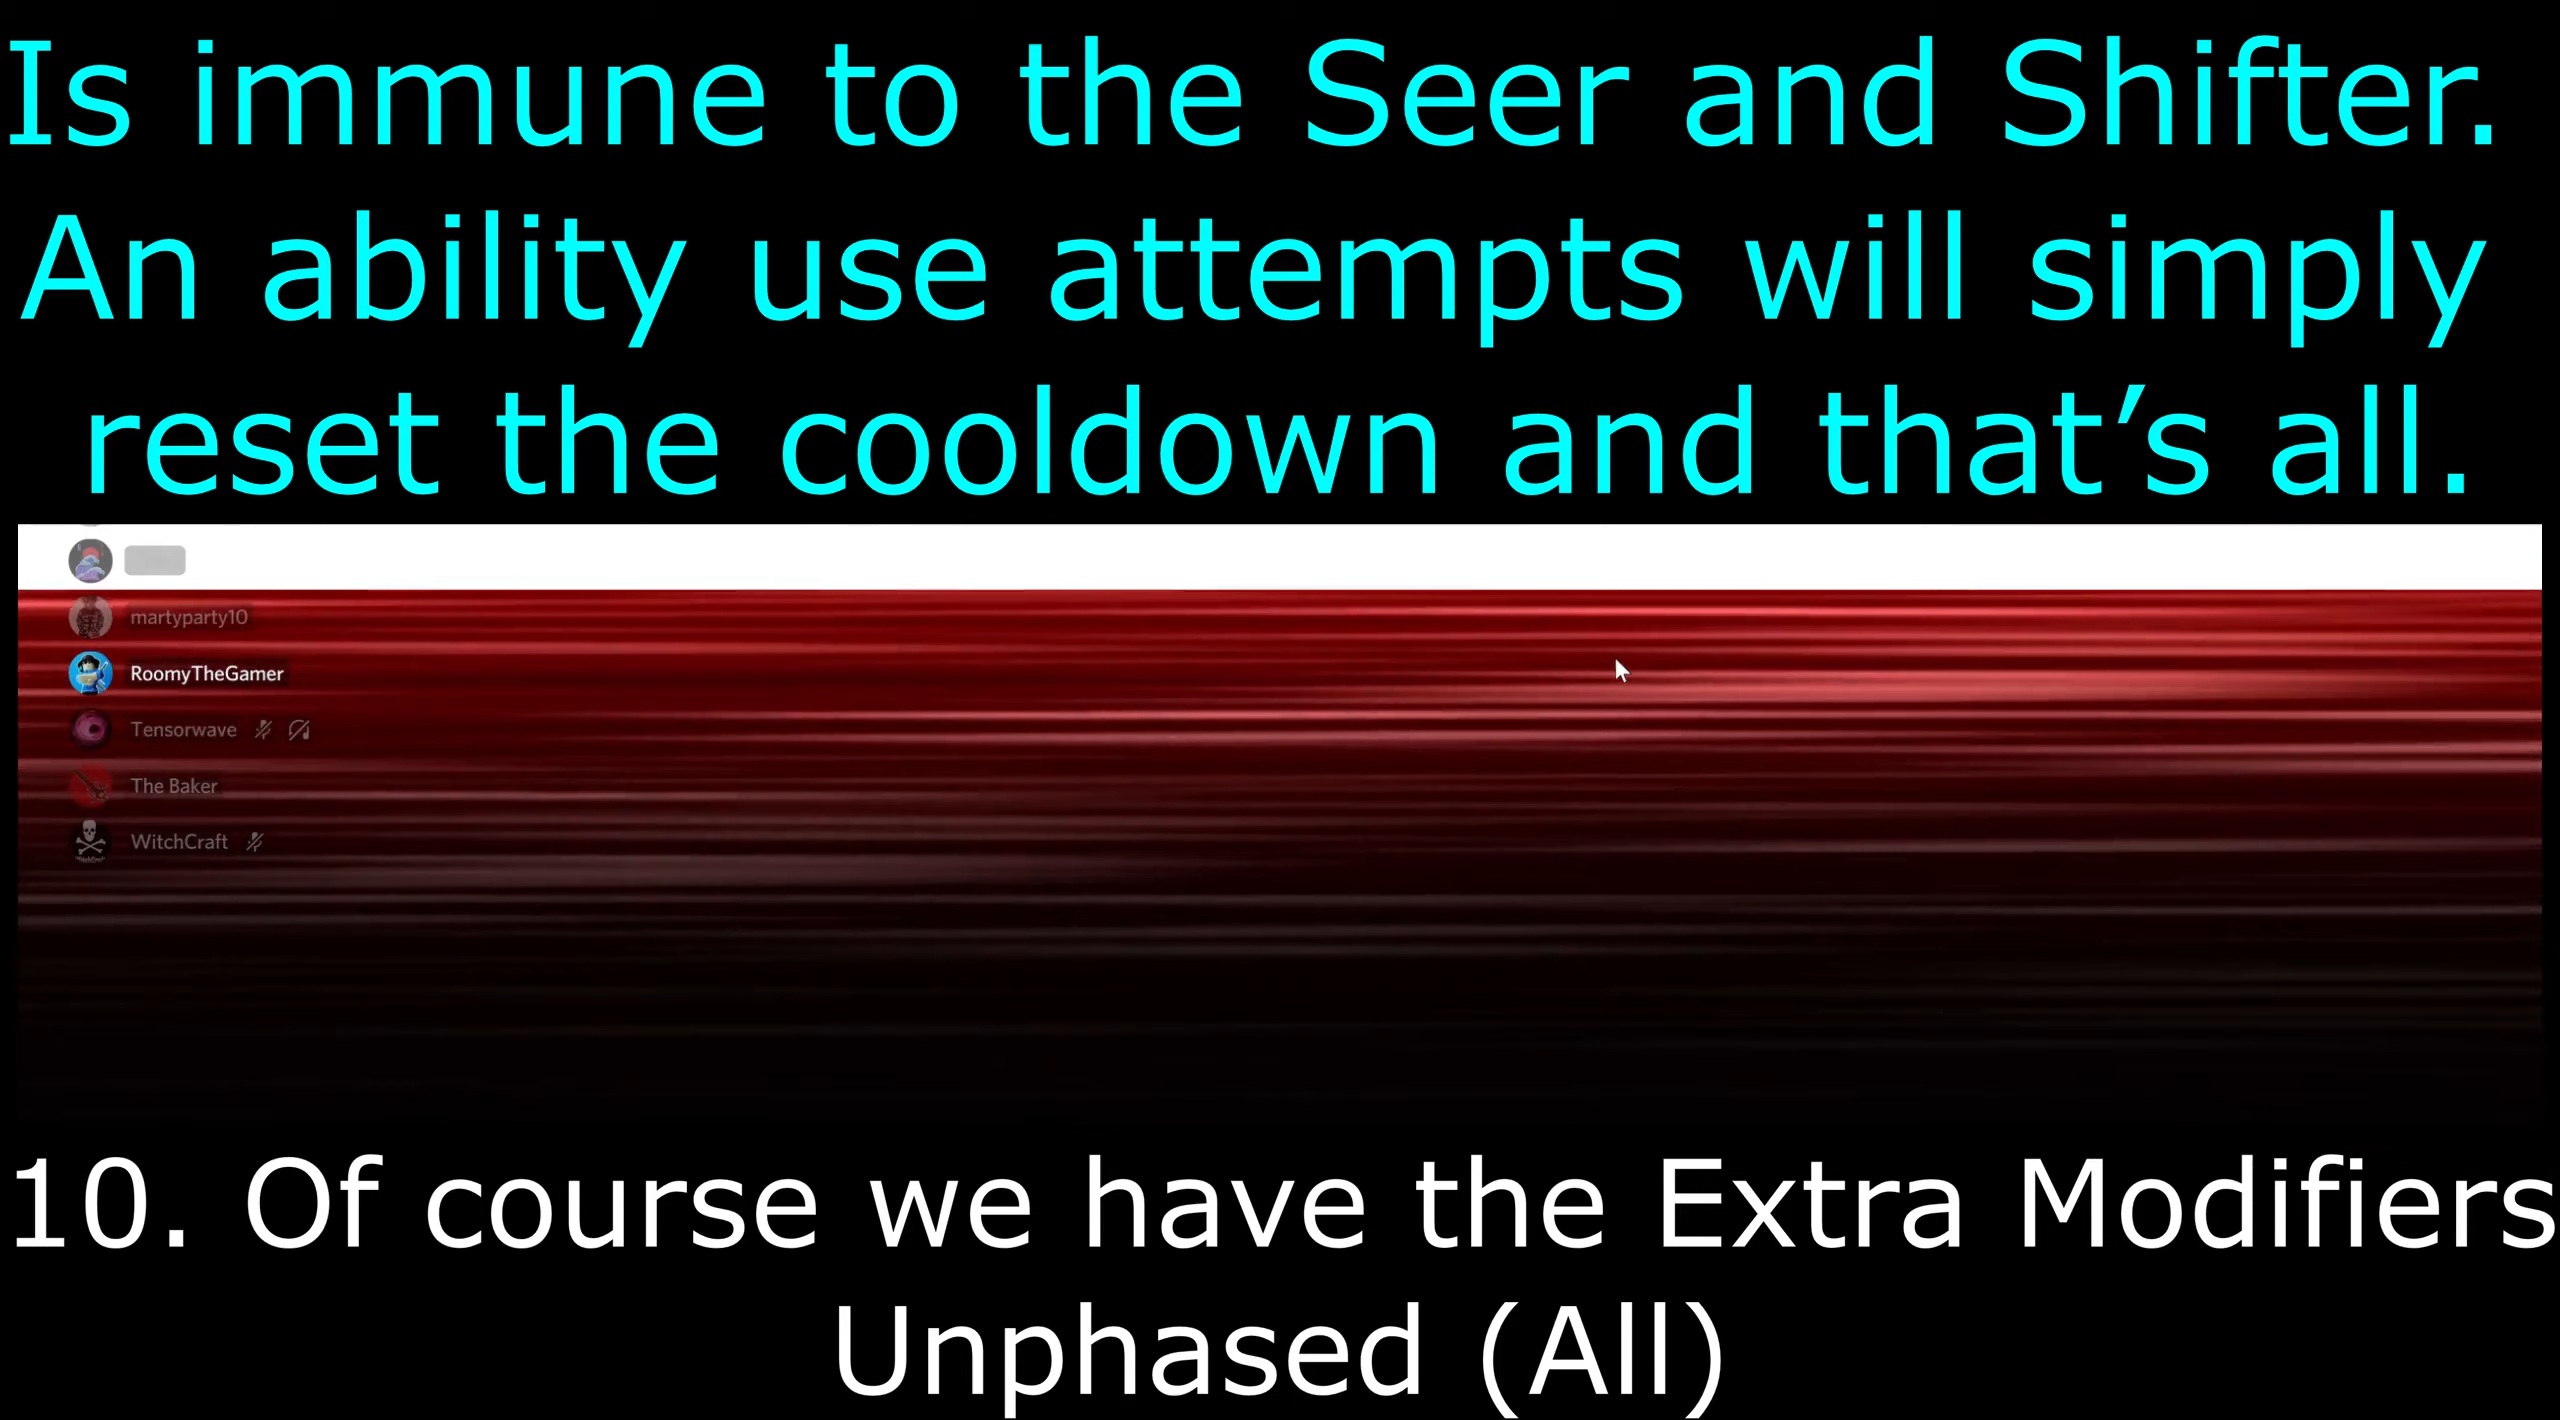 Is immune to the Seer and Shifter.
An ability use attempts will simply
reset the cooldown and that’s all.
martyparty10
RoomyTheGamer
Tensorwave
The Baker
WitchCraft
10. Of course we have the Extra Modifiers
Unphased (All)